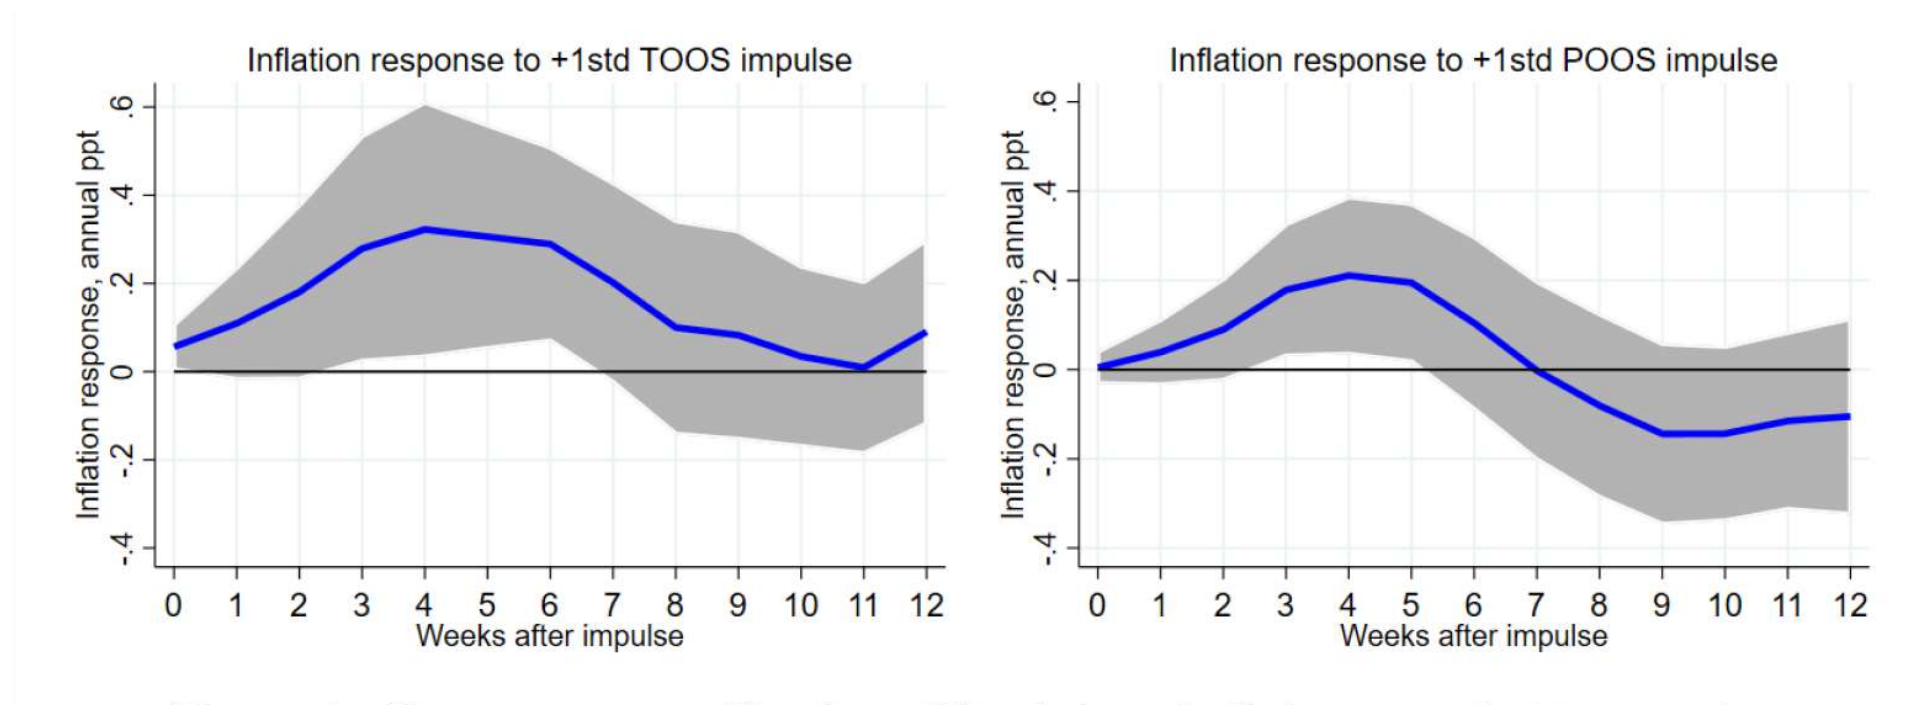 Inflation response to +1std TOOS impulse
Inflation response, annual ppt
.6
.4
.2
0
-.2
-.4
0 1 2 3 4 5 6 7 8 9 10 11 12
Weeks after impulse
Inflation response to +1std POOS impulse
Inflation response, annual ppt
.6
.4
.2
0
-.2
-.4
0 1 2 3 4 5 6 7 8 9 10 11 12
Weeks after impulse